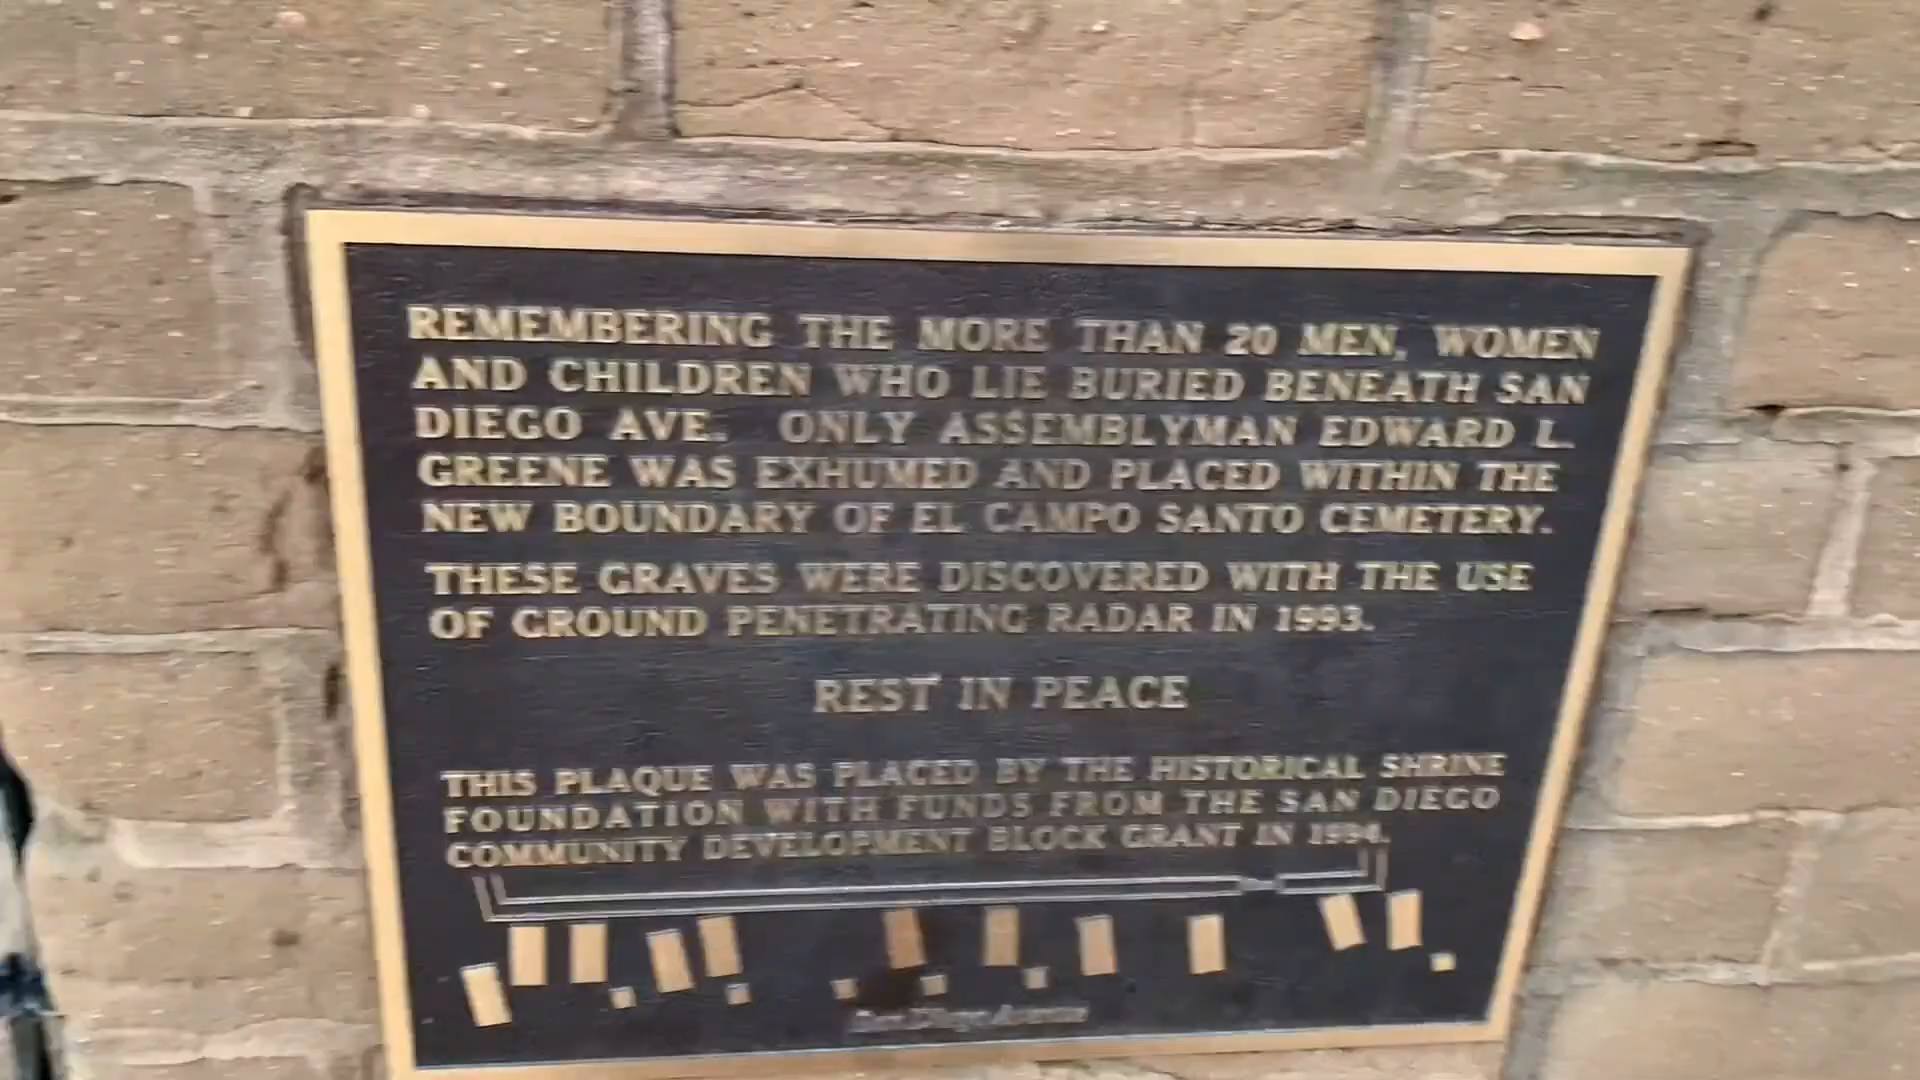 REMEMBERING THE MORE THAN 20 MEN, WOMEN
AND CHILDREN WHO LIE BURIED BENEATH SAN
DIEGO AVE. ONLY ASSEMBLYMAN EDWARD L.
GREENE WAS EXHUMED AND PLACED WITHIN THE
NEW BOUNDARY OF EL CAMPO SANTO CEMETERY.
THESE GRAVES WERE DISCOVERED WITH THE USE
OF GROUND PENETRATING RADAR IN 1993.
REST IN PEACE
THIS PLAQUE WAS PLACED BY THE HISTORICAL SHRINE
FOUNDATION WITH FUNDS FROM THE SAN DIEGO
COMMUNITY DEVELOPMENT BLOCK GRANT IN 1994.
San Diego Avenue